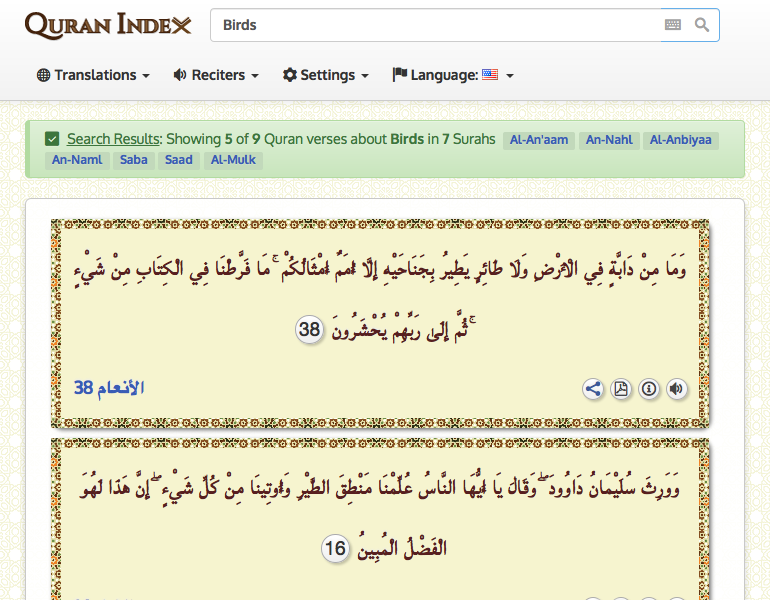 QURAN INDEX
Birds
Translations
Reciters
Settings
Language:
Search Results: Showing 5 of 9 Quran verses about Birds in 7 Surahs Al-An'aam An-Nahl Al-Anbiyaa
An-Naml Saba Saad Al-Mulk
وَمَا مِنْ دَابَّةٍ فِي الْأَرْضِ وَلَا طَائِرٍ يَطِيرُ بِجَنَاحَيْهِ إِلَّا أُمَمٌ أَمْثَالُكُمْ ۚ مَا فَرَّطْنَا فِي الْكِتَابِ مِنْ شَيْءٍ
ۚ ثُمَّ إِلَىٰ رَبِّهِمْ يُحْشَرُونَ 38
الأنعام 38
وَوَرِثَ سُلَيْمَانُ دَاوُودَ ۖ وَقَالَ يَا أَيُّهَا النَّاسُ عُلِّمْنَا مَنْطِقَ الطَّيْرِ وَأُوتِينَا مِنْ كُلِّ شَيْءٍ ۖ إِنَّ هَذَا لَهُوَ
الْفَضْلُ الْمُبِينُ 16